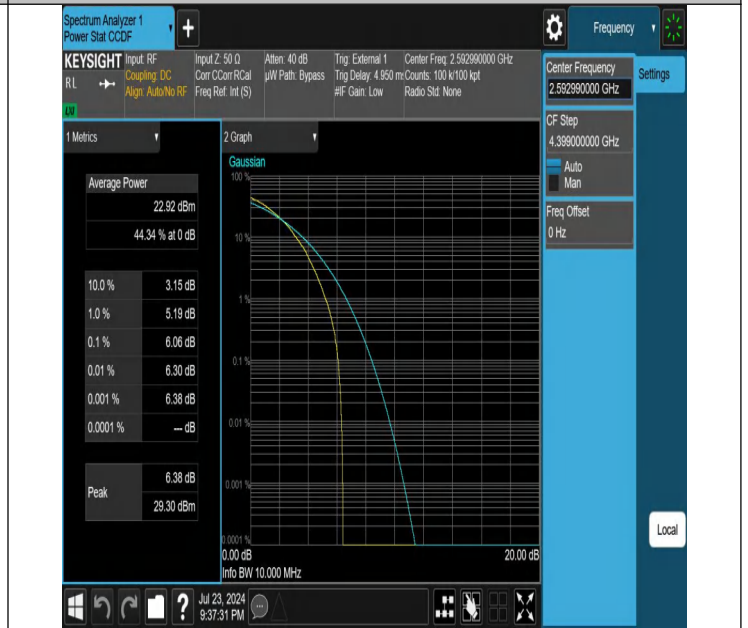 Spectrum Analyzer 1
Power Stat CCDF
+
Frequency
KEYSIGHT
RL
LXI
Input: RF
Coupling: DC
Align: Auto/No RF
Input Z: 50 Ω
Corr CCorr RCal
Freq Ref: Int (S)
Atten: 40 dB
µW Path: Bypass
Trig: External 1
Trig Delay: 4.950 ms
#IF Gain: Low
Center Freq: 2.592990000 GHz
Counts: 100 k/100 kpt
Radio Std: None
Center Frequency
2.592990000 GHz
Settings
CF Step
4.399000000 GHz
Auto
Man
Freq Offset
0 Hz
1 Metrics
Average Power
22.92 dBm
44.34 % at 0 dB
10.0 % 3.15 dB
1.0 % 5.19 dB
0.1 % 6.06 dB
0.01 % 6.30 dB
0.001 % 6.38 dB
0.0001 % --- dB
Peak
6.38 dB
29.30 dBm
2 Graph
Gaussian
100 %
10 %
1 %
0.1 %
0.01 %
0.001 %
0.0001 %
0.00 dB 20.00 dB
Info BW 10.000 MHz
Local
?
Jul 23, 2024
9:37:31 PM